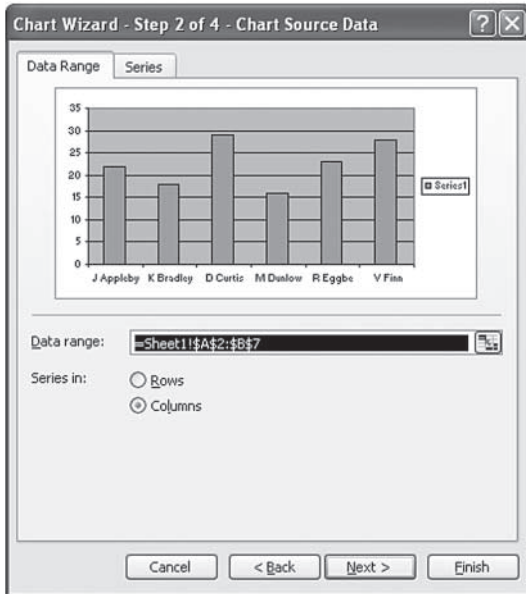 Chart Wizard - Step 2 of 4 - Chart Source Data
Data Range Series
35
30
25
20
15
10
5
0
J Appleby K Bradley D Curtis M Dunlow R Eggbe V Finn
Series1
Data range: =Sheet1!$A$2:$B$7
Series in: Rows
Columns
Cancel < Back Next > Finish